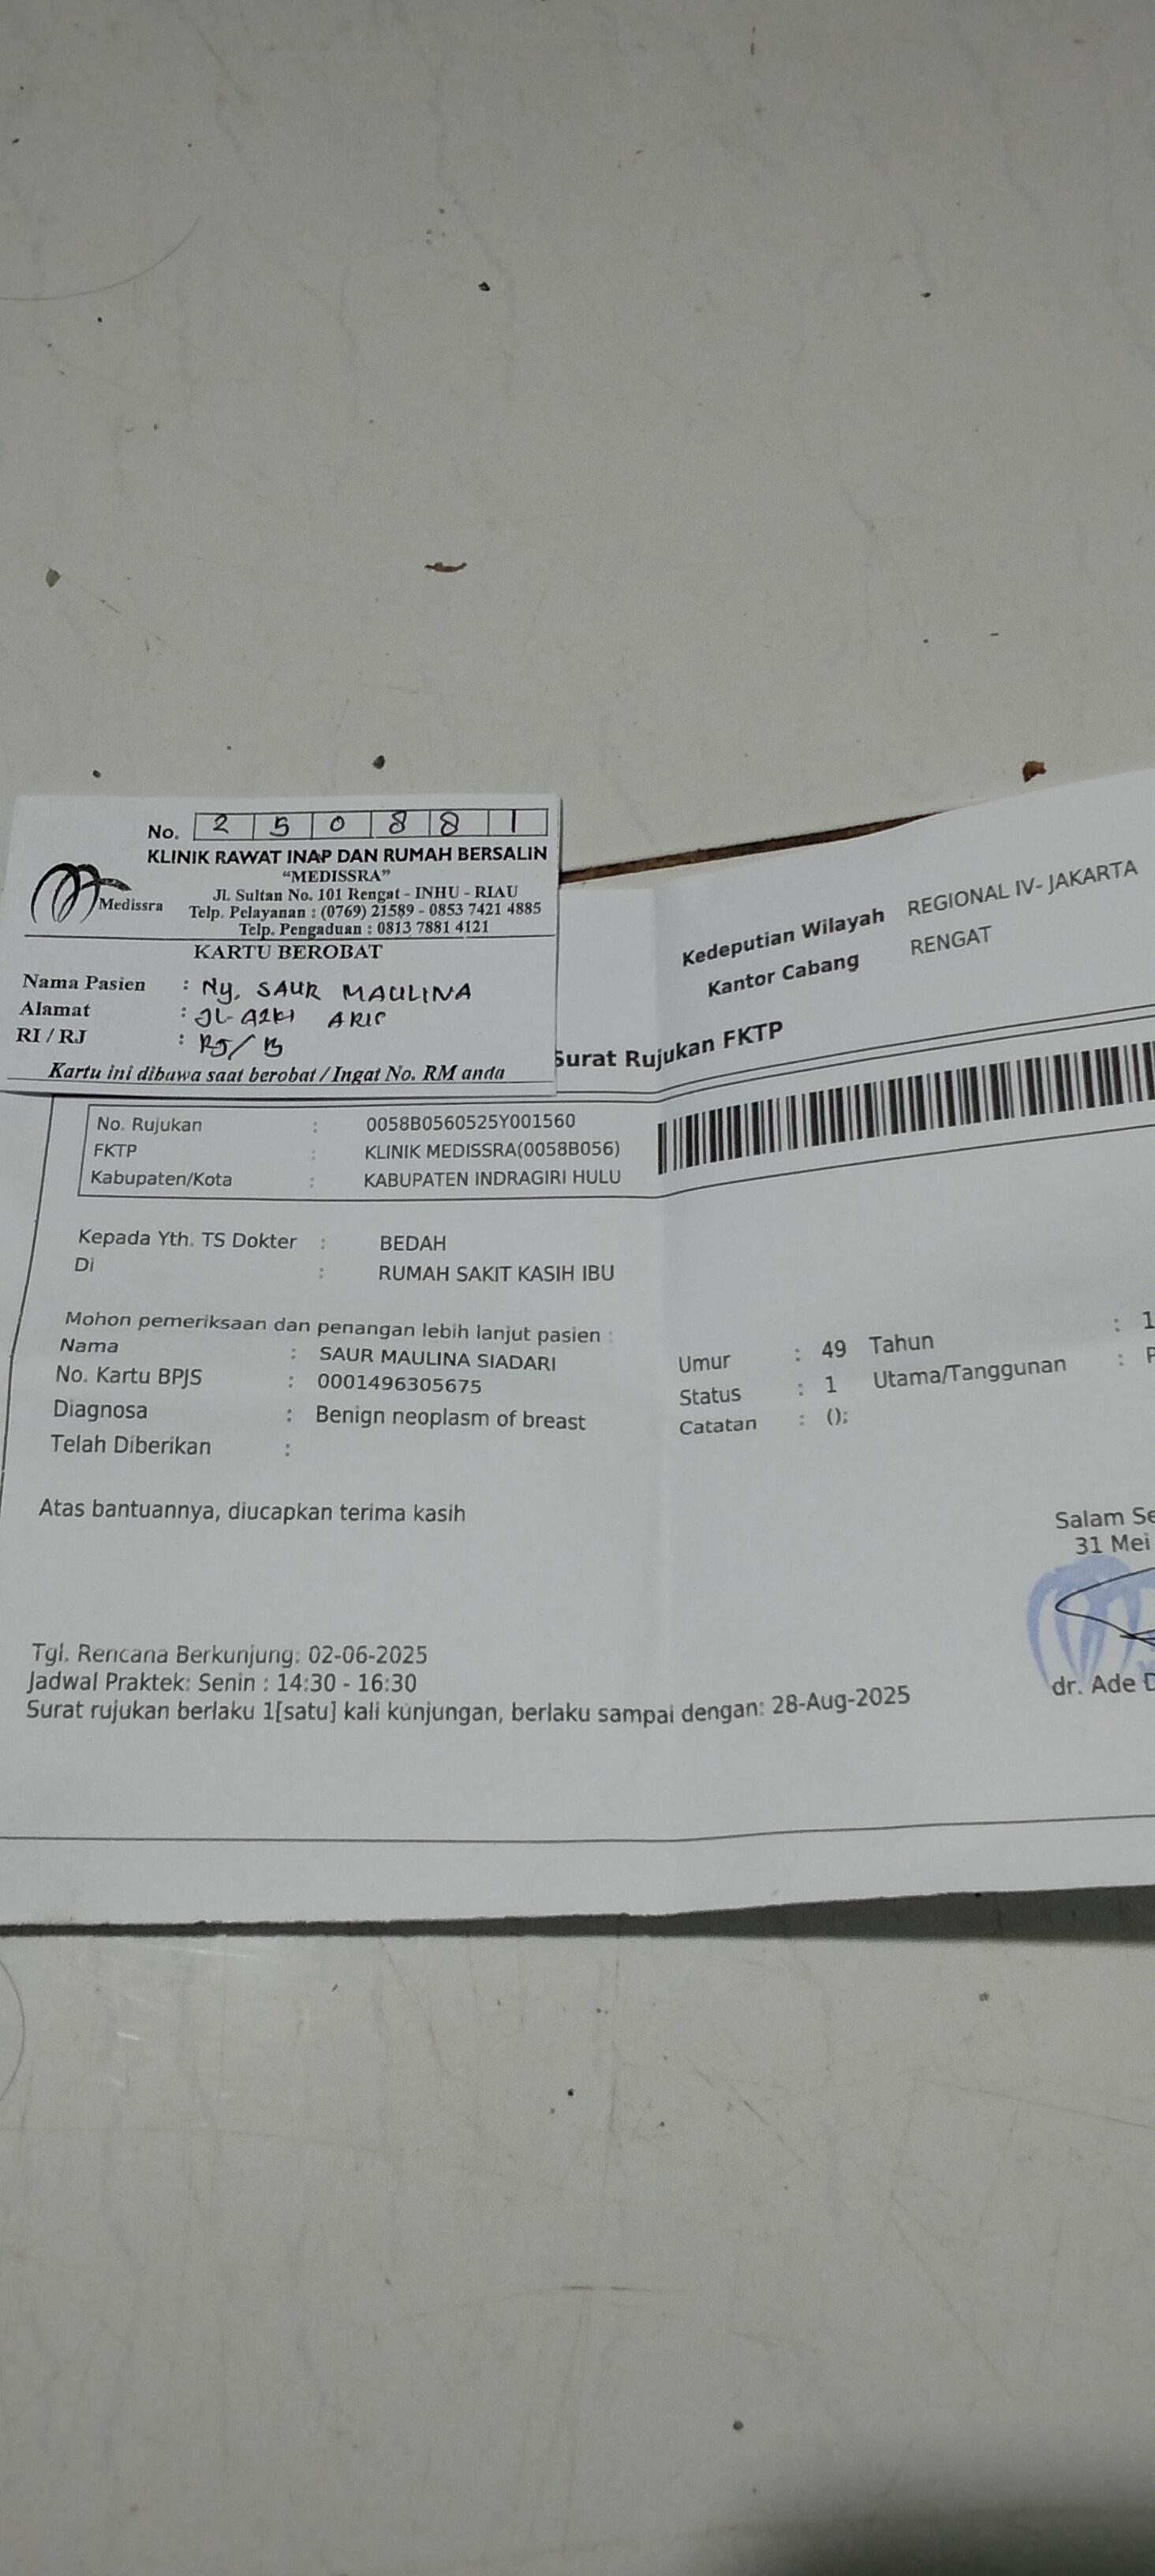 No. 2 5 0 8 8 1
KLINIK RAWAT INAP DAN RUMAH BERSALIN
“MEDISSRA”
Medissra
Jl. Sultan No. 101 Rengat - INHU - RIAU
Telp. Pelayanan : (0769) 21589 - 0853 7421 4885
Telp. Pengaduan : 0813 7881 4121
KARTU BEROBAT
Nama Pasien : Ny. SAUR MAULINA
Alamat : JL
RI / RJ : RJ/B
Kartu ini dibawa saat berobat / Ingat No. RM anda
Kedeputian Wilayah REGIONAL IV- JAKARTA
Kantor Cabang RENGAT
Surat Rujukan FKTP
No. Rujukan : 0058B0560525Y001560
FKTP : KLINIK MEDISSRA(0058B056)
Kabupaten/Kota : KABUPATEN INDRAGIRI HULU
Kepada Yth. TS Dokter : BEDAH
Di : RUMAH SAKIT KASIH IBU
Mohon pemeriksaan dan penangan lebih lanjut pasien :
Nama : SAUR MAULINA SIADARI
No. Kartu BPJS : 0001496305675
Diagnosa : Benign neoplasm of breast
Telah Diberikan :
Umur : 49 Tahun : 1
Status : 1 Utama/Tanggunan : P
Catatan : ();
Atas bantuannya, diucapkan terima kasih
Salam Se
31 Mei
dr. Ade D
Tgl. Rencana Berkunjung: 02-06-2025
Jadwal Praktek: Senin : 14:30 - 16:30
Surat rujukan berlaku 1[satu] kali kunjungan, berlaku sampai dengan: 28-Aug-2025